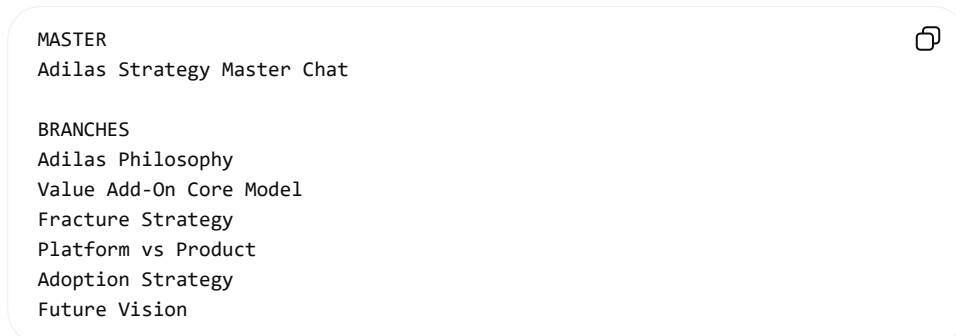 MASTER
Adilas Strategy Master Chat
BRANCHES
Adilas Philosophy
Value Add-On Core Model
Fracture Strategy
Platform vs Product
Adoption Strategy
Future Vision